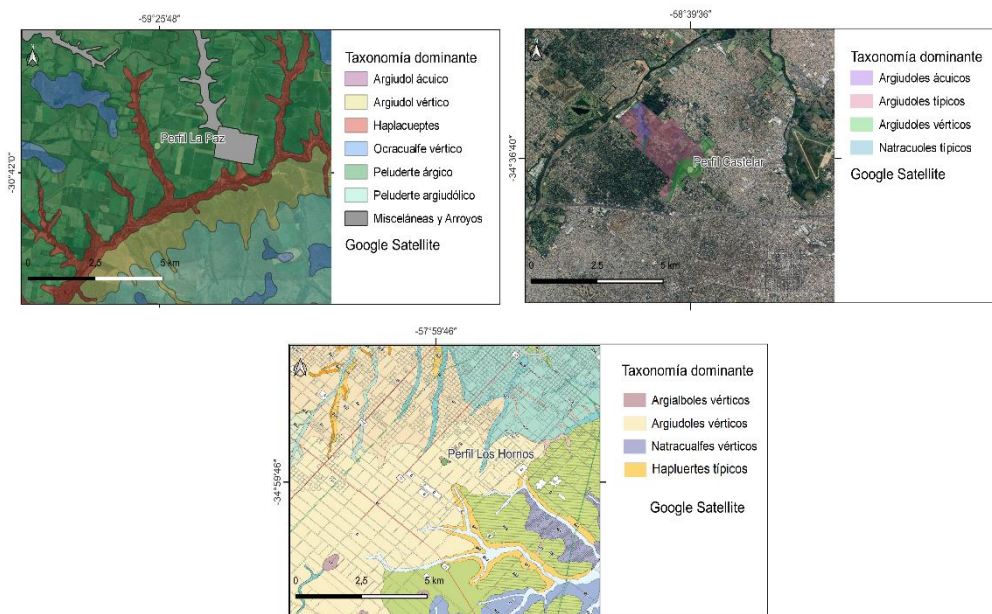 -59°25'48"
Perfil La Paz
-30°42'0"
0 2,5 5 km
Taxonomía dominante
Argiudol ácuico
Argiudol vértico
Haplacueptes
Ocracualfe vértico
Peluderte árgico
Peluderte argiudólico
Misceláneas y Arroyos
Google Satellite
-58°39'36"
Perfil Castelar
-34°36'40"
0 2,5 5 km
Taxonomía dominante
Argiudoles ácuicos
Argiudoles típicos
Argiudoles vérticos
Natracuoles típicos
Google Satellite
-57°59'46"
Perfil Los Hornos
-34°59'46"
0 2,5 5 km
Taxonomía dominante
Argialboles vérticos
Argiudoles vérticos
Natracualfes vérticos
Hapluertes típicos
Google Satellite